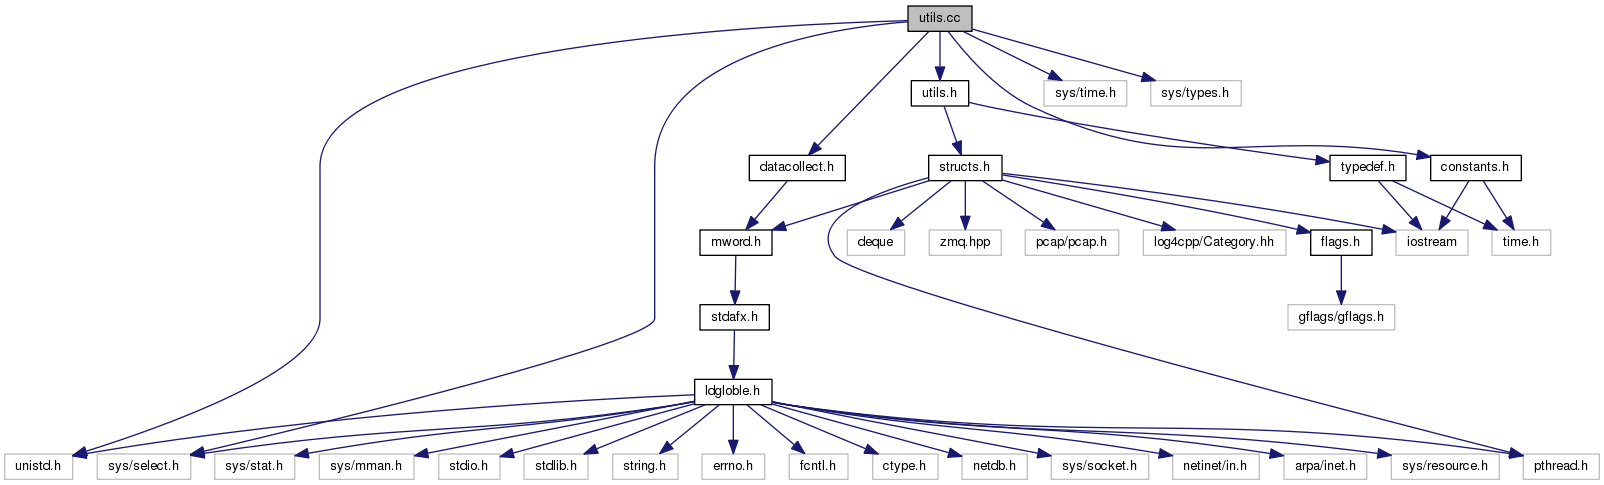 utils.cc
utils.h
sys/time.h
sys/types.h
datacollect.h
structs.h
typedef.h
constants.h
mword.h
deque
zmq.hpp
pcap/pcap.h
log4cpp/Category.hh
flags.h
iostream
time.h
stdafx.h
gflags/gflags.h
ldgloble.h
unistd.h
sys/select.h
sys/stat.h
sys/mman.h
stdio.h
stdlib.h
string.h
errno.h
fcntl.h
ctype.h
netdb.h
sys/socket.h
netinet/in.h
arpa/inet.h
sys/resource.h
pthread.h